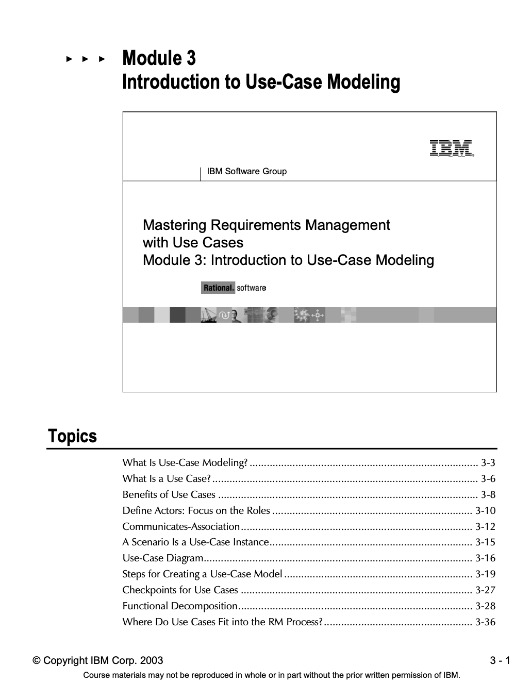 Module 3
Introduction to Use-Case Modeling
IBM
IBM Software Group
Mastering Requirements Management
with Use Cases
Module 3: Introduction to Use-Case Modeling
Rational. software
Topics
What Is Use-Case Modeling? ................................................................................ 3-3
What Is a Use Case? ............................................................................................. 3-6
Benefits of Use Cases ........................................................................................... 3-8
Define Actors: Focus on the Roles ...................................................................... 3-10
Communicates-Association ................................................................................. 3-12
A Scenario Is a Use-Case Instance ....................................................................... 3-15
Use-Case Diagram .............................................................................................. 3-16
Steps for Creating a Use-Case Model .................................................................. 3-19
Checkpoints for Use Cases ................................................................................. 3-27
Functional Decomposition .................................................................................. 3-28
Where Do Use Cases Fit into the RM Process? .................................................... 3-36
© Copyright IBM Corp. 2003 3 - 1
Course materials may not be reproduced in whole or in part without the prior written permission of IBM.